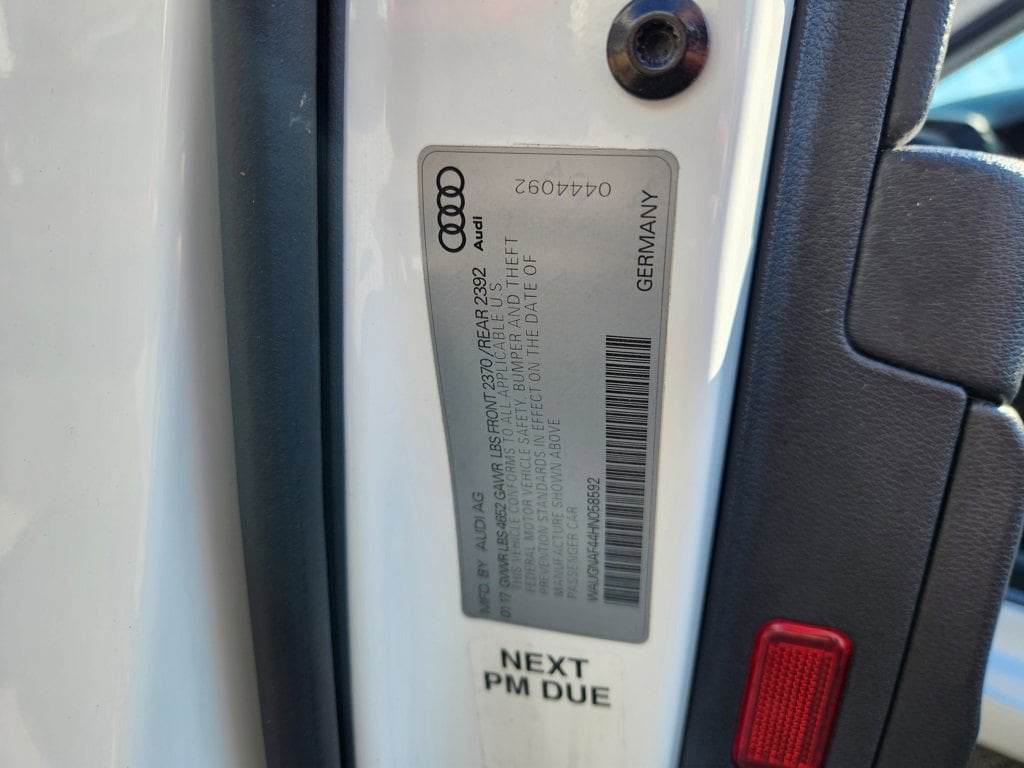 Audi
0444092
MFD. BY AUDI AG
01 17 GVWR LBS 4652 GAWR LBS FRONT 2370/REAR 2392
THIS VEHICLE CONFORMS TO ALL APPLICABLE U.S.
FEDERAL MOTOR VEHICLE SAFETY, BUMPER AND THEFT
PREVENTION STANDARDS IN EFFECT ON THE DATE OF
MANUFACTURE SHOWN ABOVE
PASSENGER CAR
WAUGNAF44HN058592
GERMANY
NEXT
PM DUE